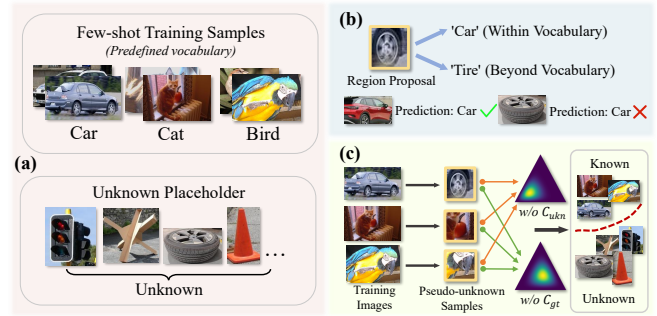 (a)
Few-shot Training Samples
(Predefined vocabulary)
Car Cat Bird
Unknown Placeholder
...
Unknown
(b)
Region Proposal
'Car' (Within Vocabulary)
'Tire' (Beyond Vocabulary)
Prediction: Car Prediction: Car
(c)
Training
Images
Pseudo-unknown
Samples
w/o C_ukn
w/o C_gt
Known
Unknown